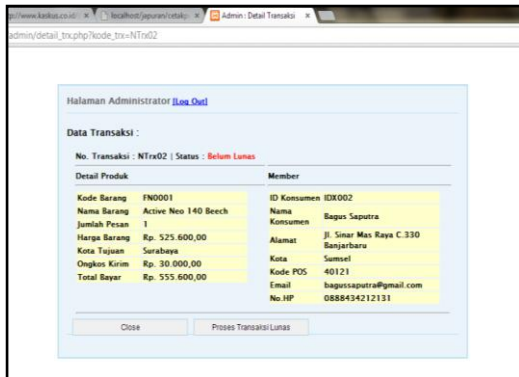 p://www.kaskus.co.id/
localhost/japuran/cetakp
Admin : Detail Transaksi
admin/detail_trx.php?kode_trx=NTrx02
Halaman Administrator [Log Out]
Data Transaksi :
No. Transaksi : NTrx02 | Status : Belum Lunas
Detail Produk
Kode Barang FN0001
Nama Barang Active Neo 140 Beech
Jumlah Pesan 1
Harga Barang Rp. 525.600,00
Kota Tujuan Surabaya
Ongkos Kirim Rp. 30.000,00
Total Bayar Rp. 555.600,00
Member
ID Konsumen IDX002
Nama Konsumen Bagus Saputra
Alamat Jl. Sinar Mas Raya C.330
Banjarbaru
Kota Sumsel
Kode POS 40121
Email bagussaputra@gmail.com
No.HP 0888434212131
Close
Proses Transaksi Lunas